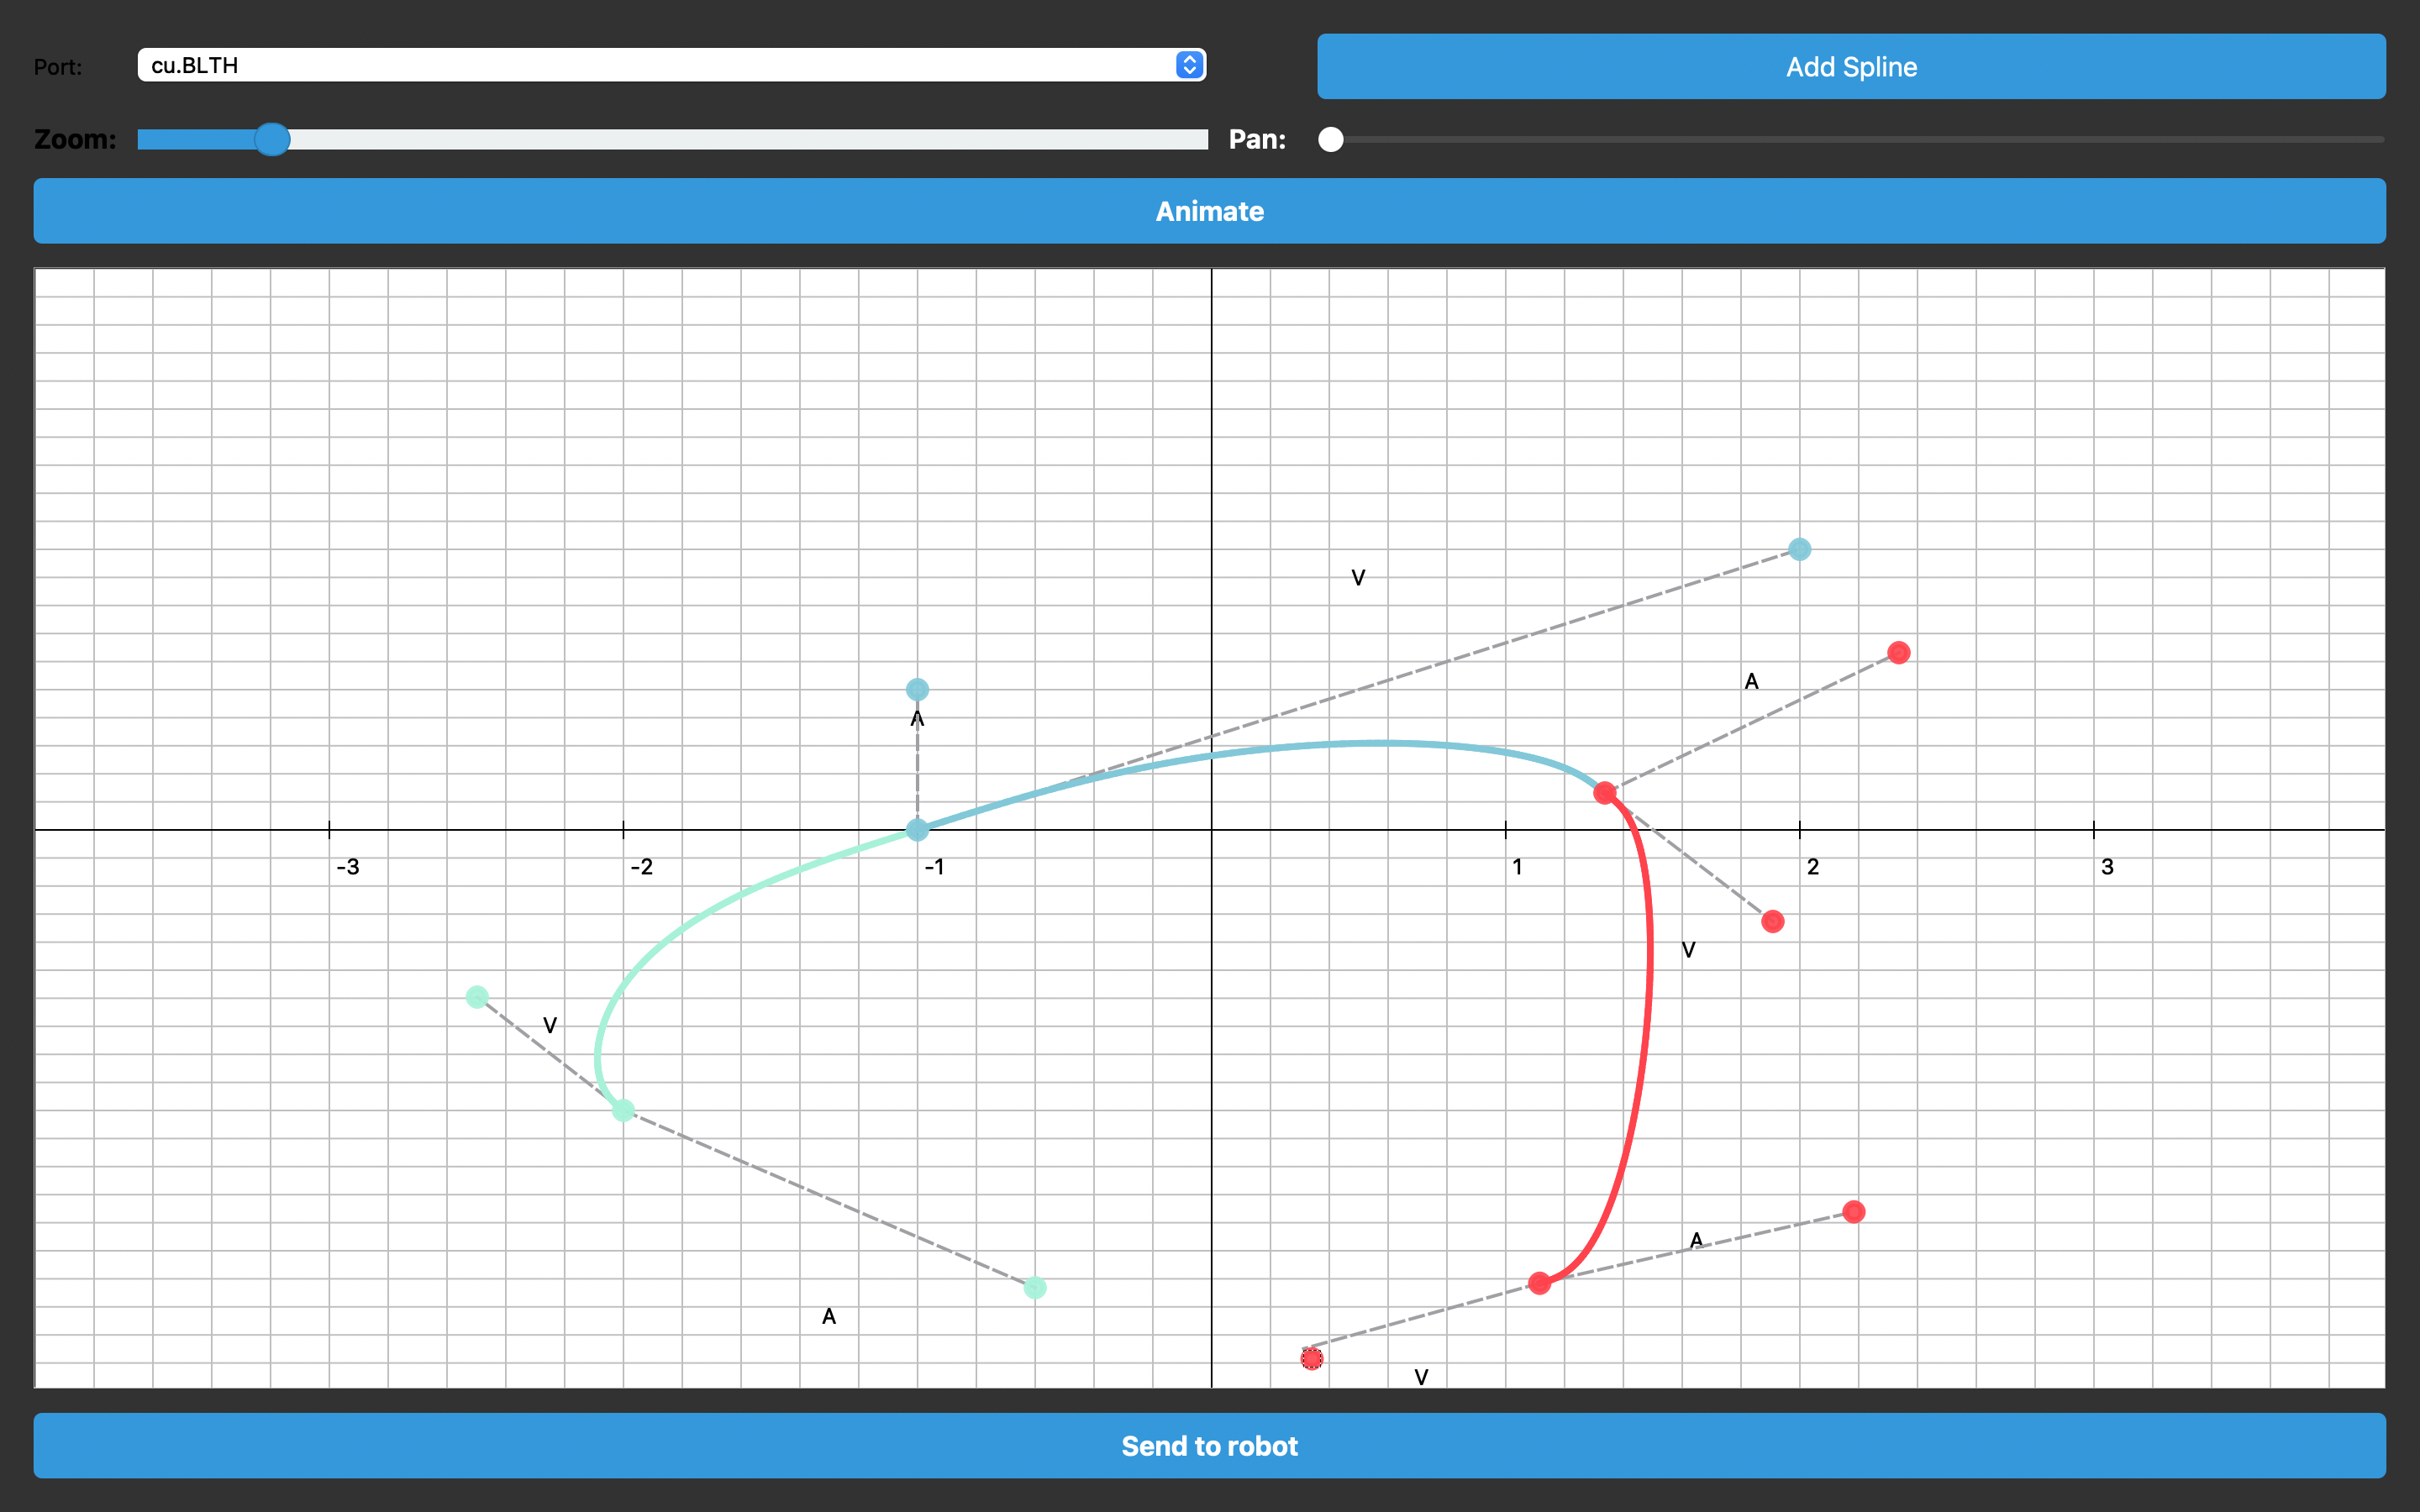 Port: cu.BLTH Add Spline
Zoom: Pan:
Animate
V
A
A
-3 -2 -1 1 2 3
V
V
A
A
V
Send to robot